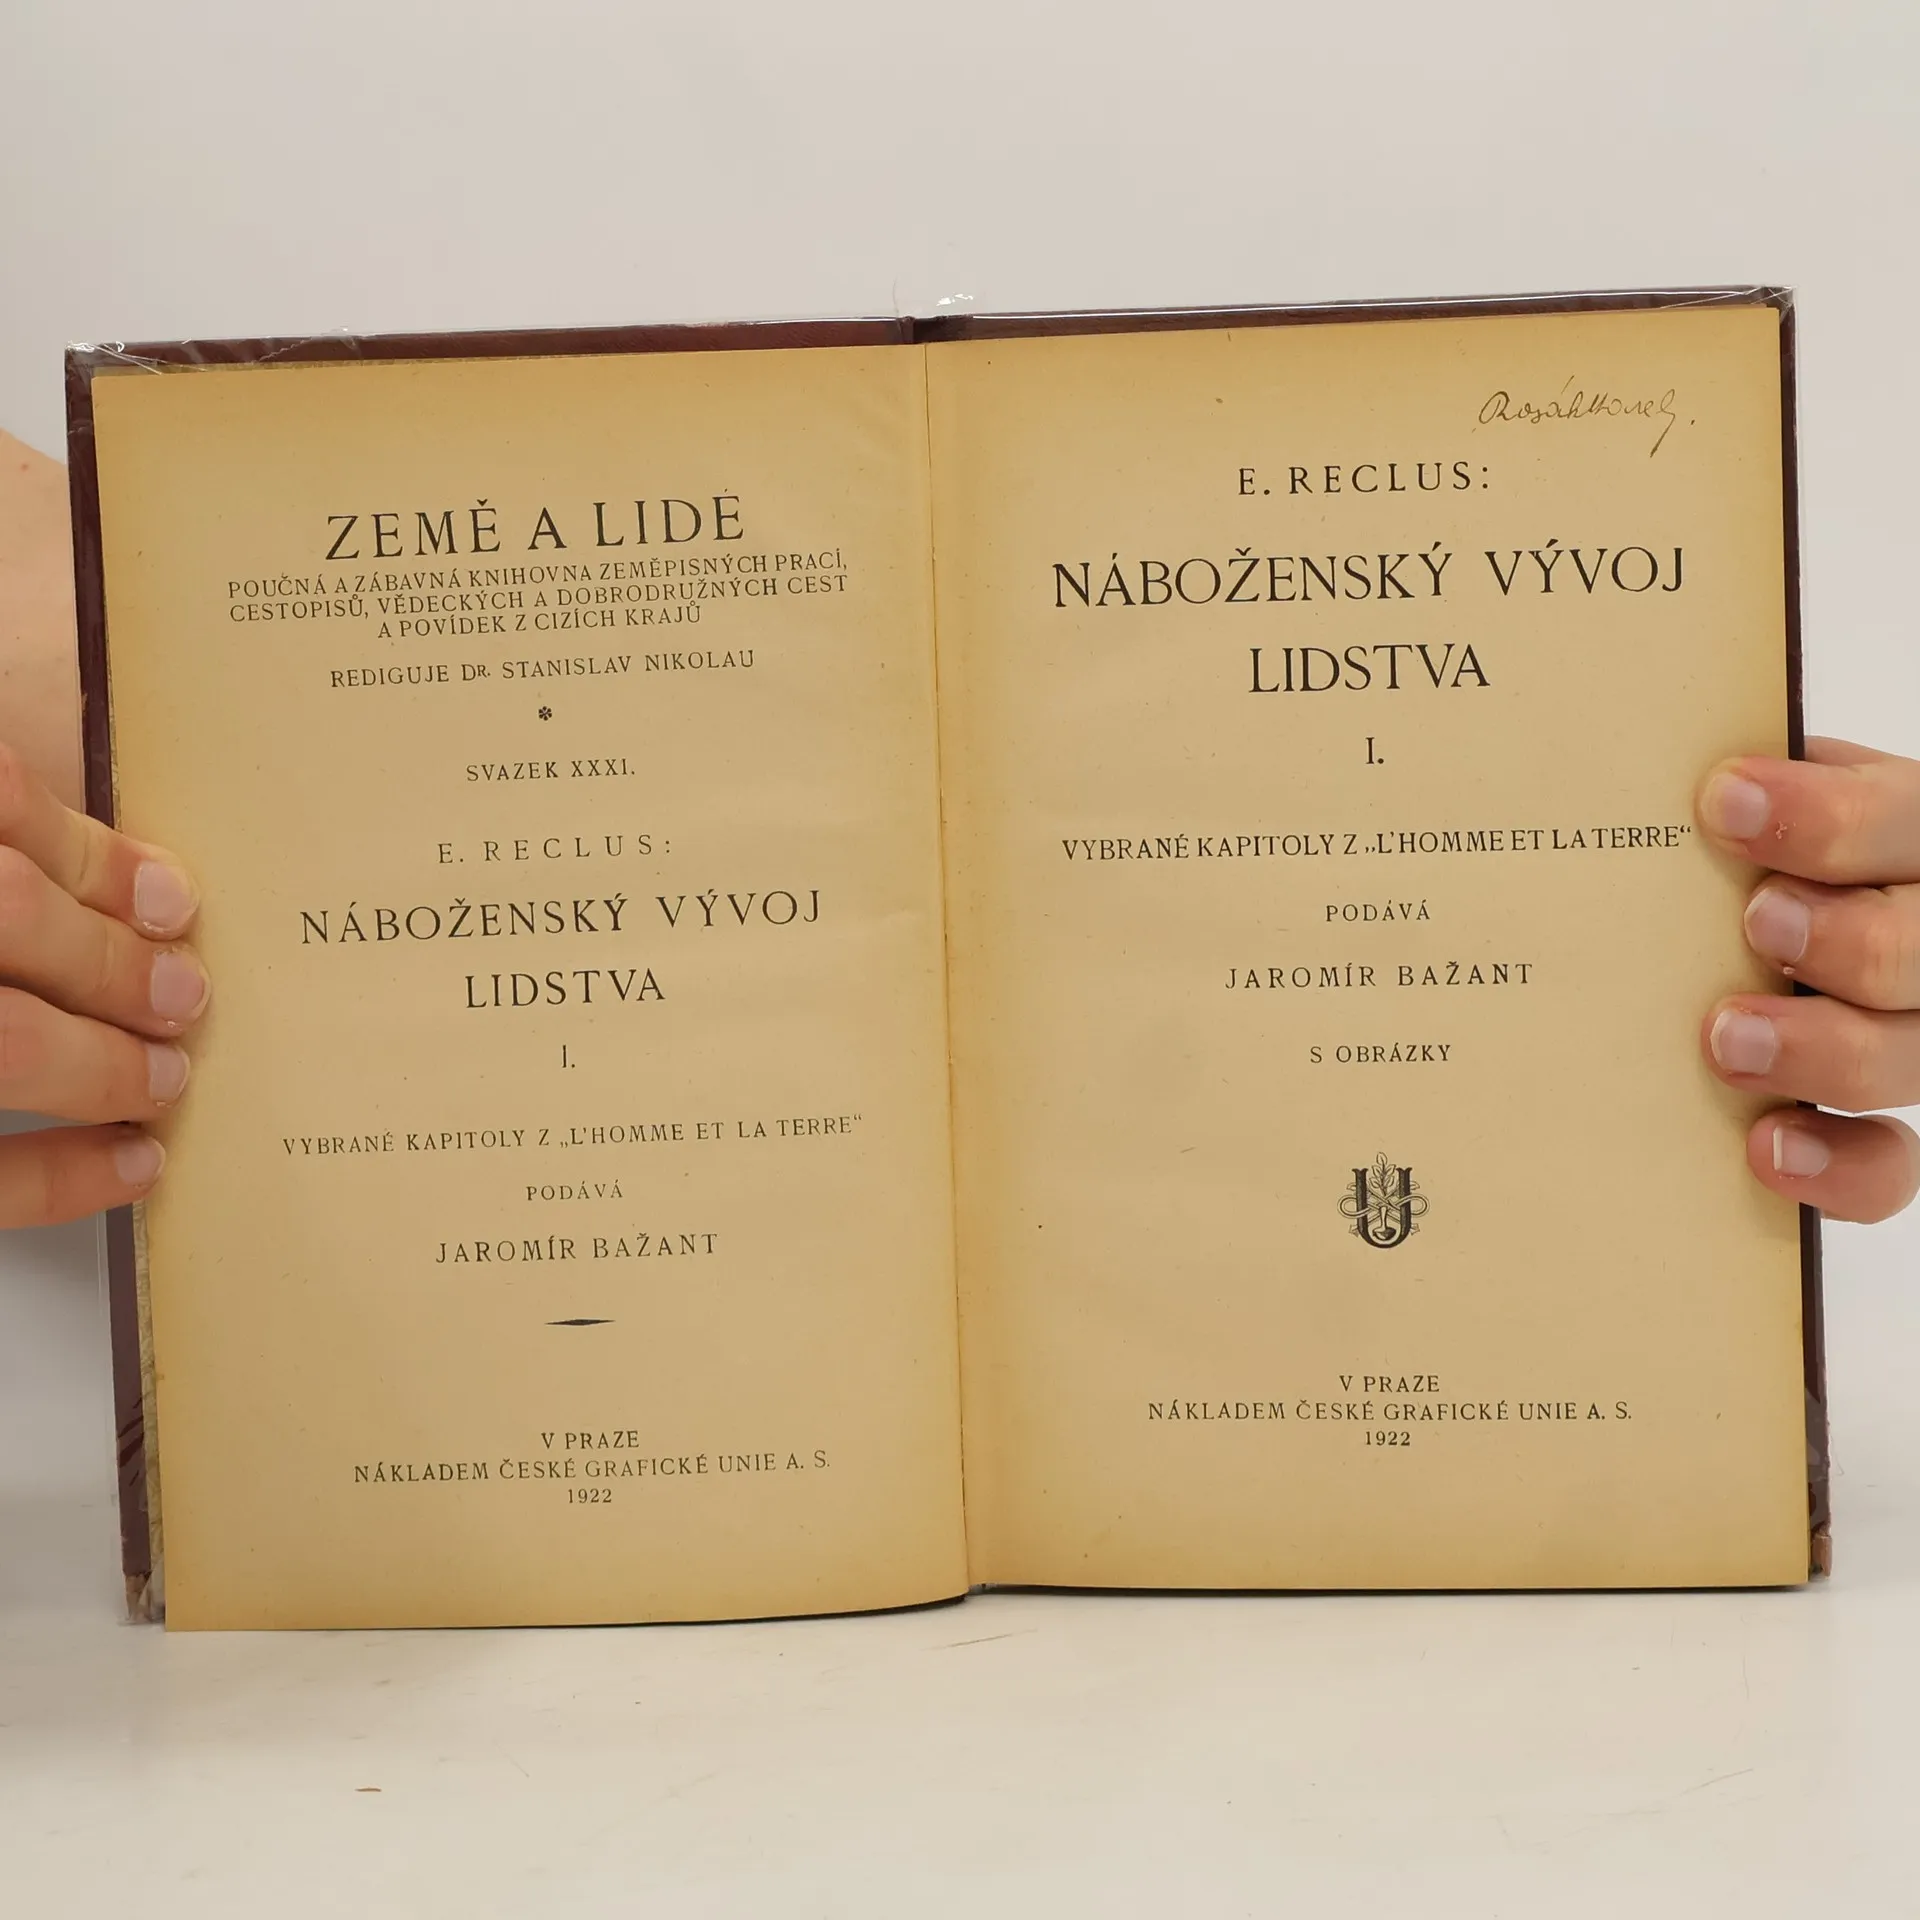 ZEMĚ A LIDÉ
POUČNÁ A ZÁBAVNÁ KNIHOVNA ZEMĚPISNÝCH PRACÍ,
CESTOPISŮ, VĚDECKÝCH A DOBRODRUŽNÝCH CEST
A POVÍDEK Z CIZÍCH KRAJŮ
REDIGUJE DR. STANISLAV NIKOLAU
*
SVAZEK XXXI.
E. RECLUS:
NÁBOŽENSKÝ VÝVOJ
LIDSTVA
I.
VYBRANÉ KAPITOLY Z „L'HOMME ET LA TERRE“
PODÁVÁ
JAROMÍR BAŽANT
V PRAZE
NÁKLADEM ČESKÉ GRAFICKÉ UNIE A. S.
1922
E. RECLUS:
NÁBOŽENSKÝ VÝVOJ
LIDSTVA
I.
VYBRANÉ KAPITOLY Z „L'HOMME ET LA TERRE“
PODÁVÁ
JAROMÍR BAŽANT
S OBRÁZKY
U
V PRAZE
NÁKLADEM ČESKÉ GRAFICKÉ UNIE A. S.
1922